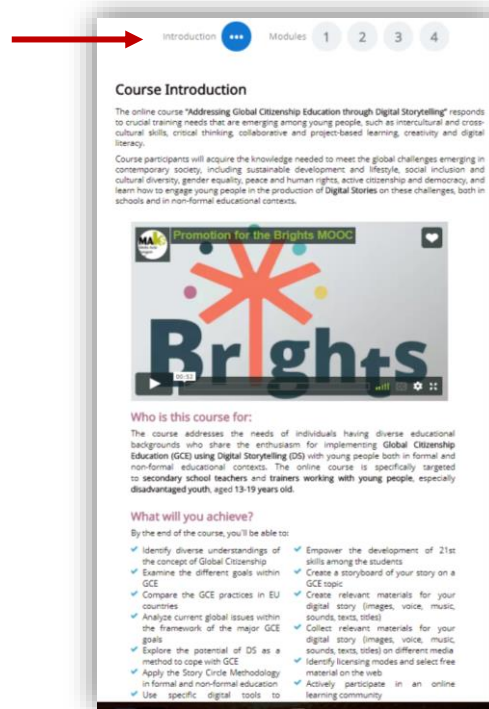 Introduction ••• Modules 1 2 3 4
Course Introduction
The online course "Addressing Global Citizenship Education through Digital Storytelling" responds
to crucial training needs that are emerging among young people, such as intercultural and cross-
cultural skills, critical thinking, collaborative and project-based learning, creativity and digital
literacy.
Course participants will acquire the knowledge needed to meet the global challenges emerging in
contemporary society, including sustainable development and lifestyle, social inclusion and
cultural diversity, gender equality, peace and human rights, active citizenship and democracy, and
learn how to engage young people in the production of Digital Stories on these challenges, both in
schools and in non-formal educational contexts.
Promotion for the Brights MOOC
Brights
00:52
Who is this course for:
The course addresses the needs of individuals having diverse educational
backgrounds who share the enthusiasm for implementing Global Citizenship
Education (GCE) using Digital Storytelling (DS) with young people both in formal and
non-formal educational contexts. The online course is specifically targeted
to secondary school teachers and trainers working with young people, especially
disadvantaged youth, aged 13-19 years old.
What will you achieve?
By the end of the course, you'll be able to:
Identify diverse understandings of
the concept of Global Citizenship
Examine the different goals within
GCE
Compare the GCE practices in EU
countries
Analyze current global issues within
the framework of the major GCE
goals
Explore the potential of DS as a
method to cope with GCE
Apply the Story Circle Methodology
in formal and non-formal education
Use specific digital tools to
Empower the development of 21st
skills among the students
Create a storyboard of your story on a
GCE topic
Create relevant materials for your
digital story (images, voice, music,
sounds, texts, titles)
Collect relevant materials for your
digital story (images, voice, music,
sounds, texts, titles) on different media
Identify licensing modes and select free
material on the web
Actively participate in an online
learning community